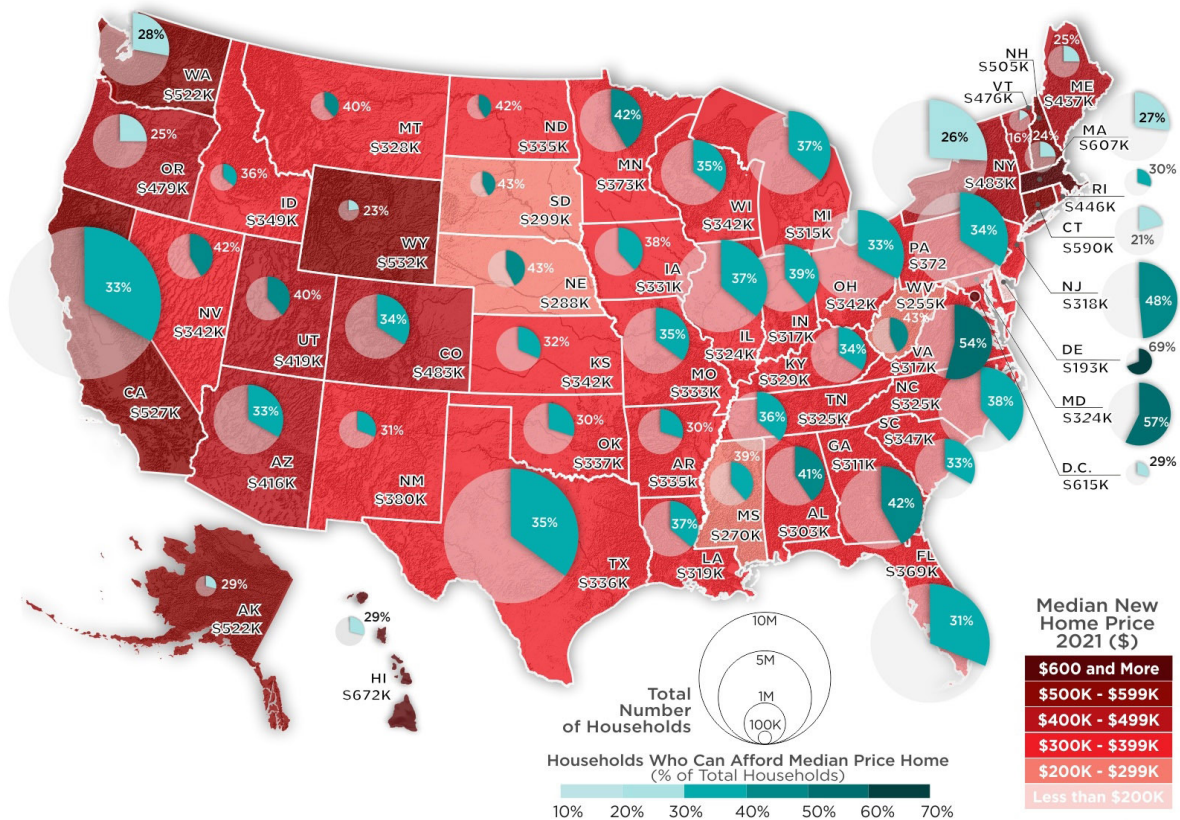 28%
WA
$522K
25%
OR
$479K
33%
CA
$527K
36%
ID
$349K
42%
NV
$342K
40%
MT
$328K
23%
WY
$532K
40%
UT
$419K
34%
CO
$483K
33%
AZ
$416K
31%
NM
$380K
42%
ND
$335K
43%
SD
$299K
43%
NE
$288K
32%
KS
$342K
30%
OK
$337K
35%
TX
$336K
42%
MN
$373K
38%
IA
$331K
35%
MO
$333K
30%
AR
$335K
37%
LA
$319K
35%
WI
$342K
37%
IL
$324K
37%
MI
$315K
39%
IN
$317K
33%
OH
$342K
34%
KY
$329K
36%
TN
$325K
39%
MS
$270K
41%
AL
$303K
GA
$311K
42%
FL
$369K
31%
SC
$347K
33%
NC
$325K
38%
VA
$317K
54%
WV
$255K
43%
PA
$372
34%
26%
NY
$483K
NH
$505K
24%
VT
$476K
16%
25%
ME
$437K
27%
MA
$607K
30%
RI
$446K
CT
$590K
21%
NJ
$318K
48%
DE
$193K
69%
MD
$324K
57%
D.C.
$615K
29%
29%
AK
$522K
29%
HI
$672K
Total
Number
of Households
10M
5M
1M
100K
Households Who Can Afford Median Price Home
(% of Total Households)
10% 20% 30% 40% 50% 60% 70%
Median New
Home Price
2021 ($)
$600 and More
$500K - $599K
$400K - $499K
$300K - $399K
$200K - $299K
Less than $200K